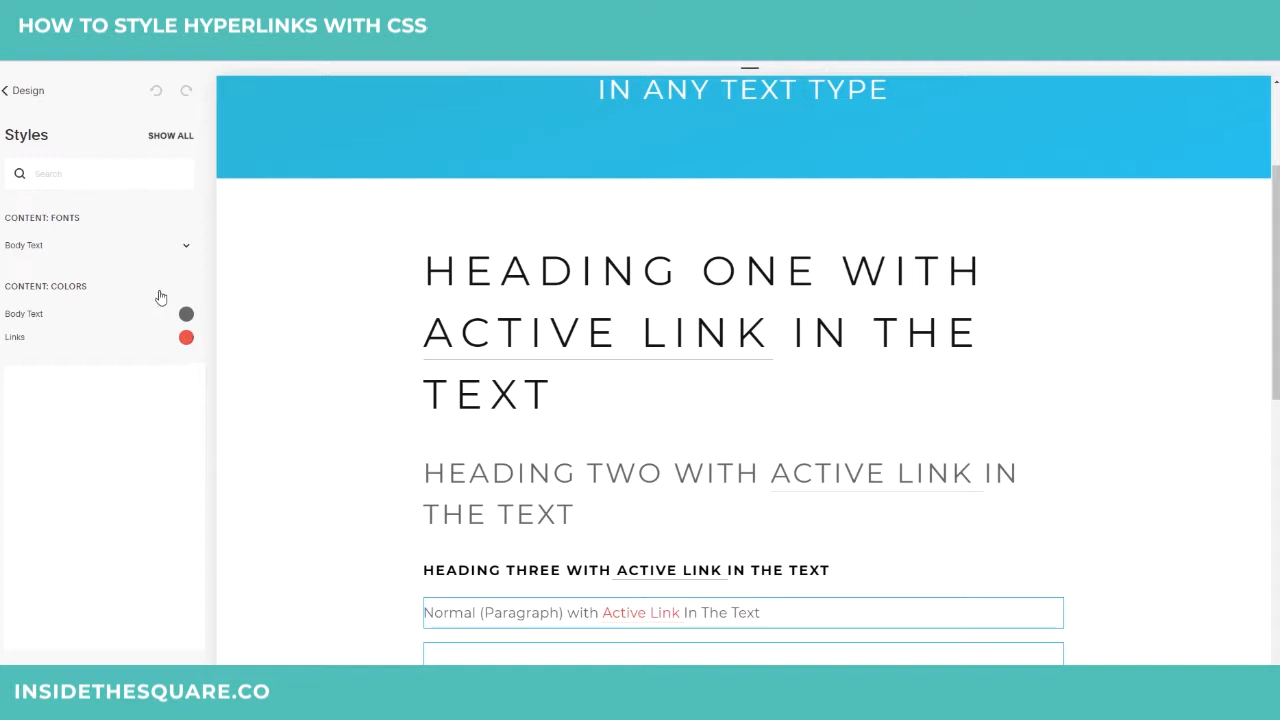 HOW TO STYLE HYPERLINKS WITH CSS
Design
Styles
SHOW ALL
Search
CONTENT: FONTS
Body Text
CONTENT: COLORS
Body Text
Links
IN ANY TEXT TYPE
HEADING ONE WITH
ACTIVE LINK IN THE
TEXT
HEADING TWO WITH ACTIVE LINK IN
THE TEXT
HEADING THREE WITH ACTIVE LINK IN THE TEXT
Normal (Paragraph) with Active Link In The Text
INSIDETHESQUARE.CO